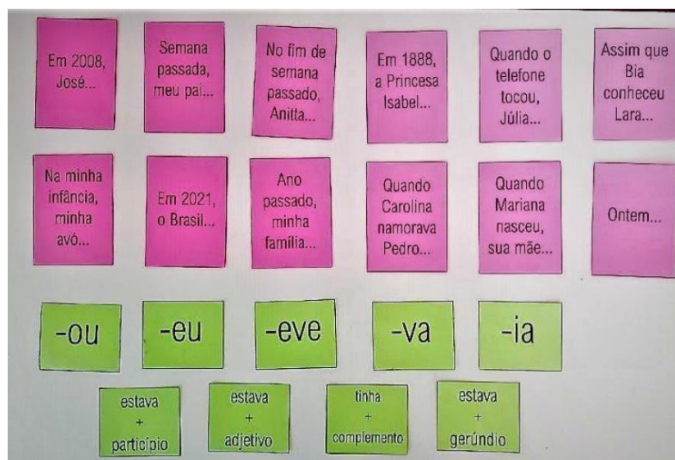 Em 2008,
José...
Semana
passada,
meu pai...
No fim de
semana
passado,
Anitta...
Em 1888,
a Princesa
Isabel...
Quando o
telefone
tocou,
Júlia...
Assim que
Bia
conheceu
Lara...
Na minha
infância,
minha
avó...
Em 2021,
o Brasil...
Ano
passado,
minha
família...
Quando
Carolina
namorava
Pedro...
Quando
Mariana
nasceu,
sua mãe...
Ontem...
-ou
-eu
-eve
-va
-ia
estava
+
particípio
estava
+
adjetivo
tinha
+
complemento
estava
+
gerúndio